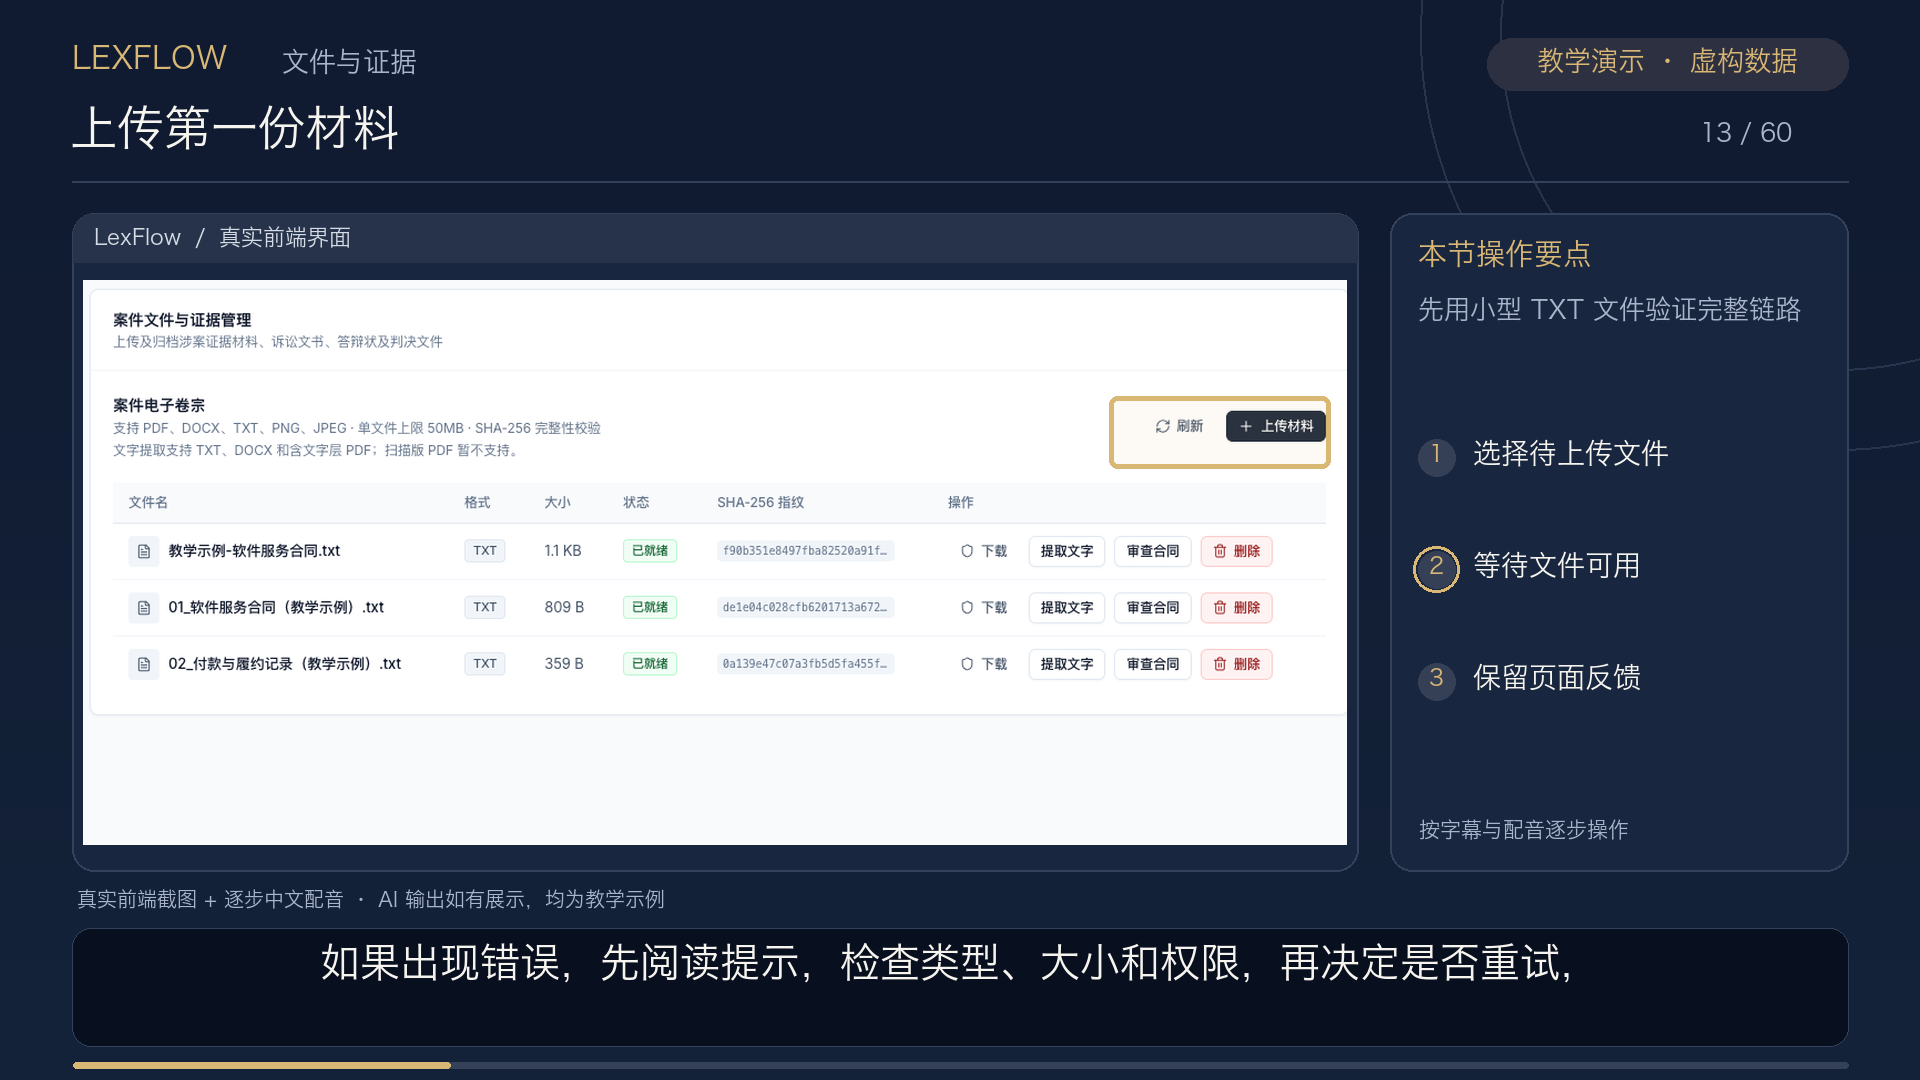 LEXFLOW 文件与证据
教学演示 · 虚构数据
上传第一份材料
13 / 60
LexFlow / 真实前端界面
案件文件与证据管理
上传及归档涉案证据材料、诉讼文书、答辩状及判决文件
案件电子卷宗
支持 PDF、DOCX、TXT、PNG、JPEG · 单文件上限 50MB · SHA-256 完整性校验
文字提取支持 TXT、DOCX 和含文字层 PDF；扫描版 PDF 暂不支持。
刷新 + 上传材料
文件名 格式 大小 状态 SHA-256 指纹 操作
教学示例-软件服务合同.txt TXT 1.1 KB 已就绪 f90b351e8497fba82520a91f… 下载 提取文字 审查合同 删除
01_软件服务合同（教学示例）.txt TXT 809 B 已就绪 de1e04c028cfb6201713a672… 下载 提取文字 审查合同 删除
02_付款与履约记录（教学示例）.txt TXT 359 B 已就绪 0a139e47c07a3fb5d5fa455f… 下载 提取文字 审查合同 删除
本节操作要点
先用小型 TXT 文件验证完整链路
1 选择待上传文件
2 等待文件可用
3 保留页面反馈
按字幕与配音逐步操作
真实前端截图 + 逐步中文配音 · AI 输出如有展示，均为教学示例
如果出现错误，先阅读提示，检查类型、大小和权限，再决定是否重试，